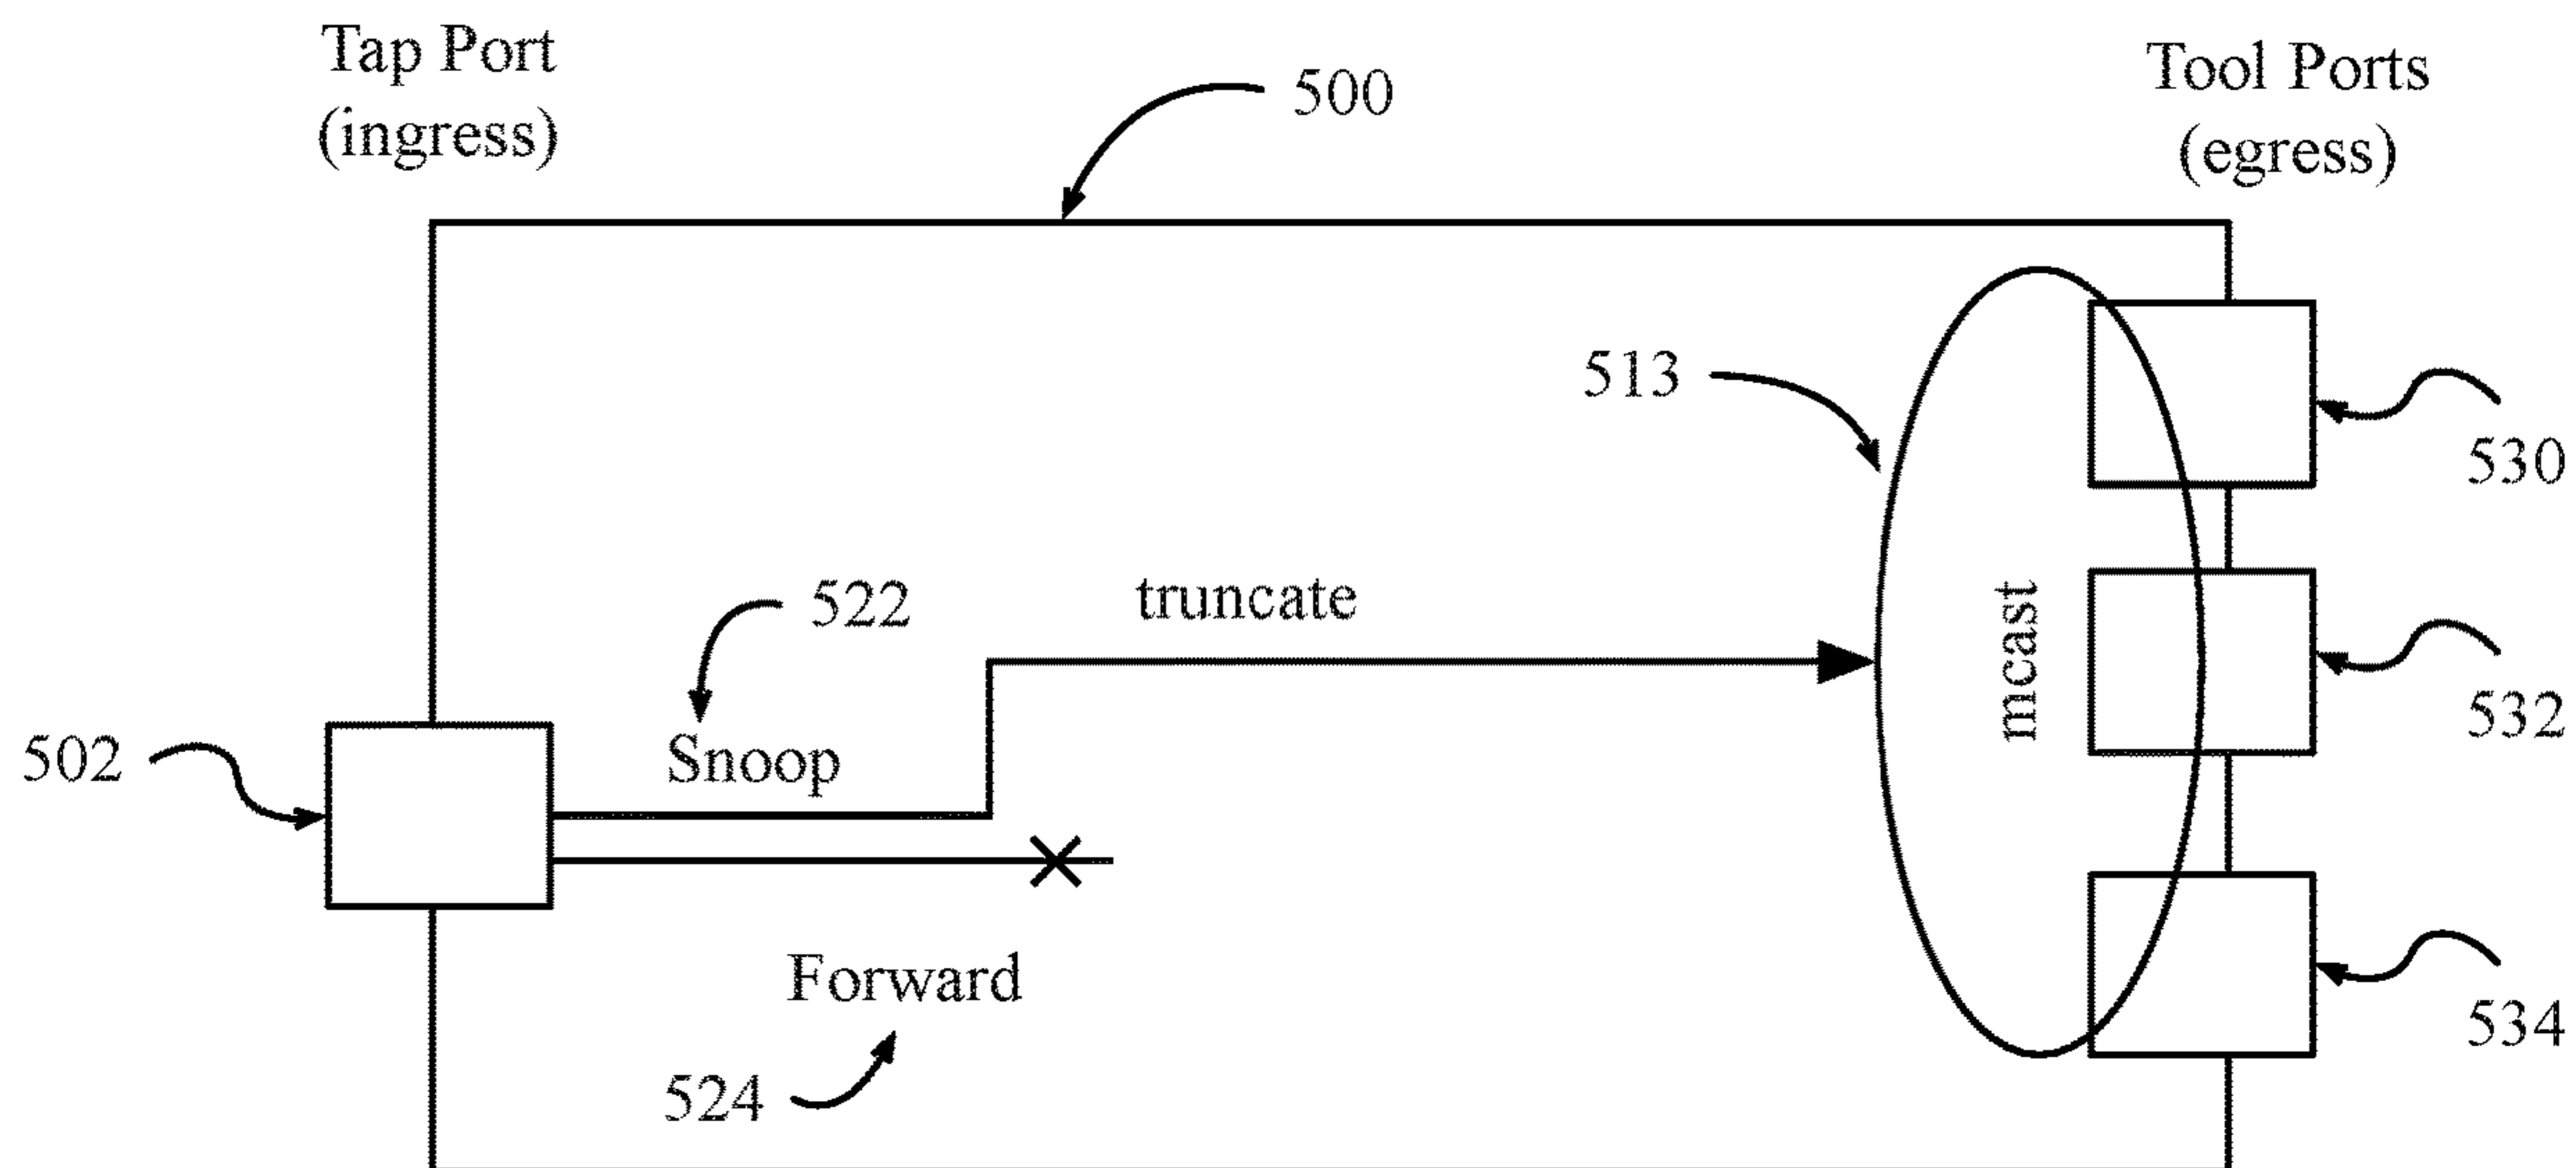 Tap Port
(ingress)
500
Tool Ports
(egress)
513
530
522
truncate
mcast
532
502
Snoop
Forward
524
534